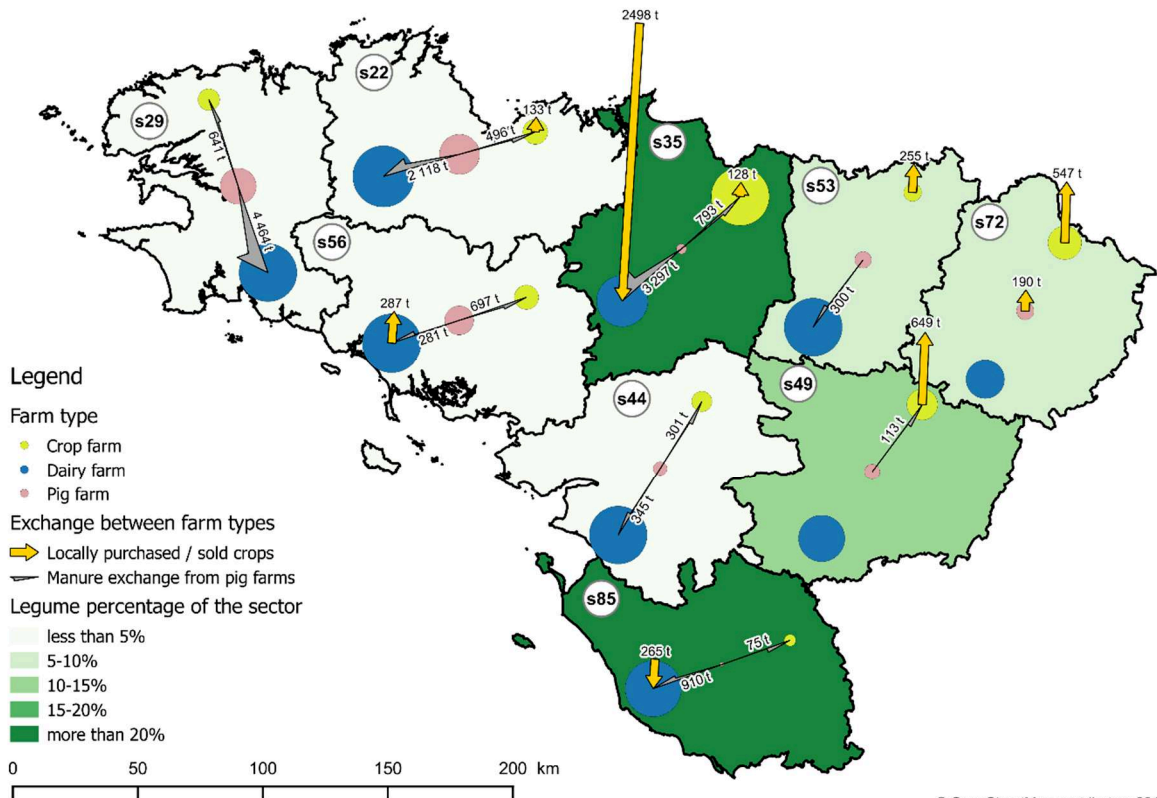 2498 t
s22
s29
133 t
496 t
s35
641 t
2 118 t
128 t
s53
255 t
547 t
793 t
s72
4 464 t
s56
3 297 t
190 t
287 t
697 t
281 t
300 t
649 t
s44
s49
301 t
113 t
345 t
s85
265 t
75 t
910 t
Legend
Farm type
Crop farm
Dairy farm
Pig farm
Exchange between farm types
Locally purchased / sold crops
Manure exchange from pig farms
Legume percentage of the sector
less than 5%
5-10%
10-15%
15-20%
more than 20%
0 50 100 150 200 km